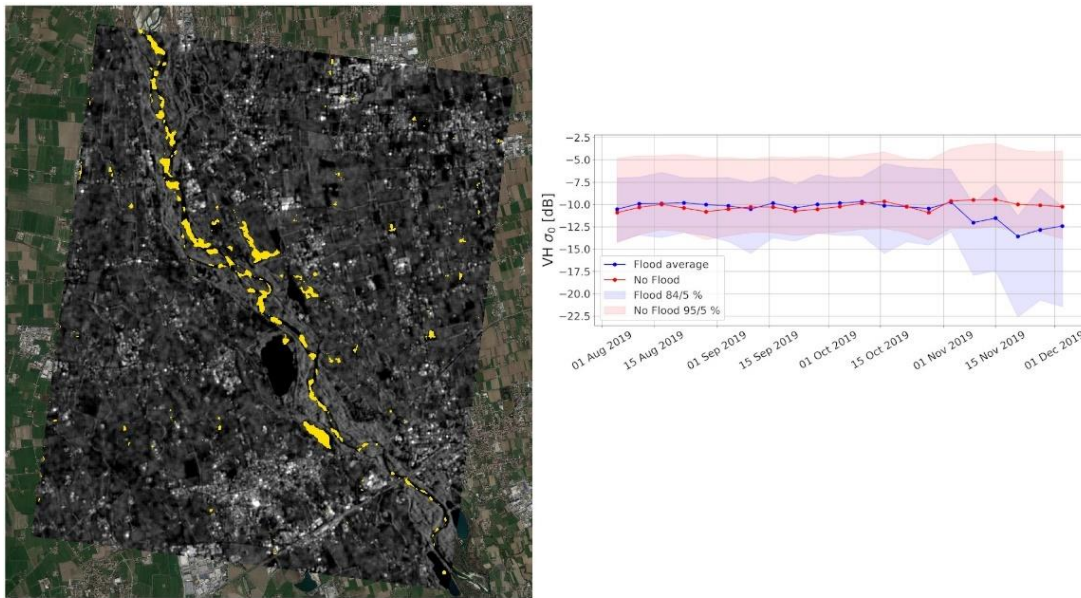 −2.5
−5.0
−7.5
−10.0
−12.5
−15.0
−17.5
−20.0
−22.5
VH σ0 [dB]
Flood average
No Flood
Flood 84/5 %
No Flood 95/5 %
01 Aug 2019
15 Aug 2019
01 Sep 2019
15 Sep 2019
01 Oct 2019
15 Oct 2019
01 Nov 2019
15 Nov 2019
01 Dec 2019